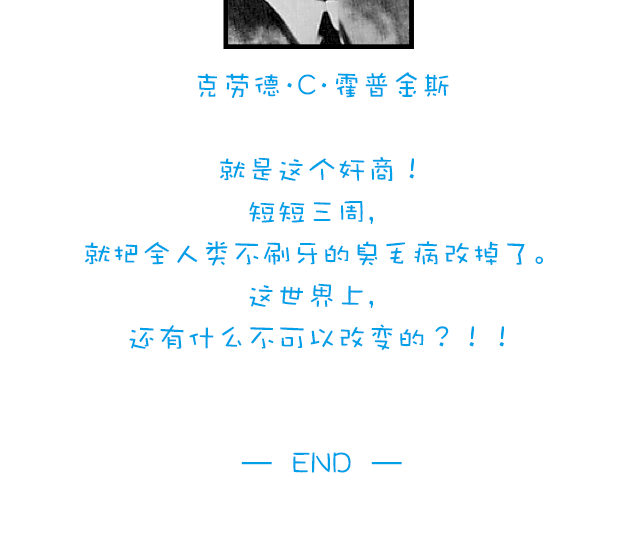 克劳德·C·霍普金斯
就是这个奸商！
短短三周，
就把全人类不刷牙的臭毛病改掉了。
这世界上，
还有什么不可以改变的？！！
— END —